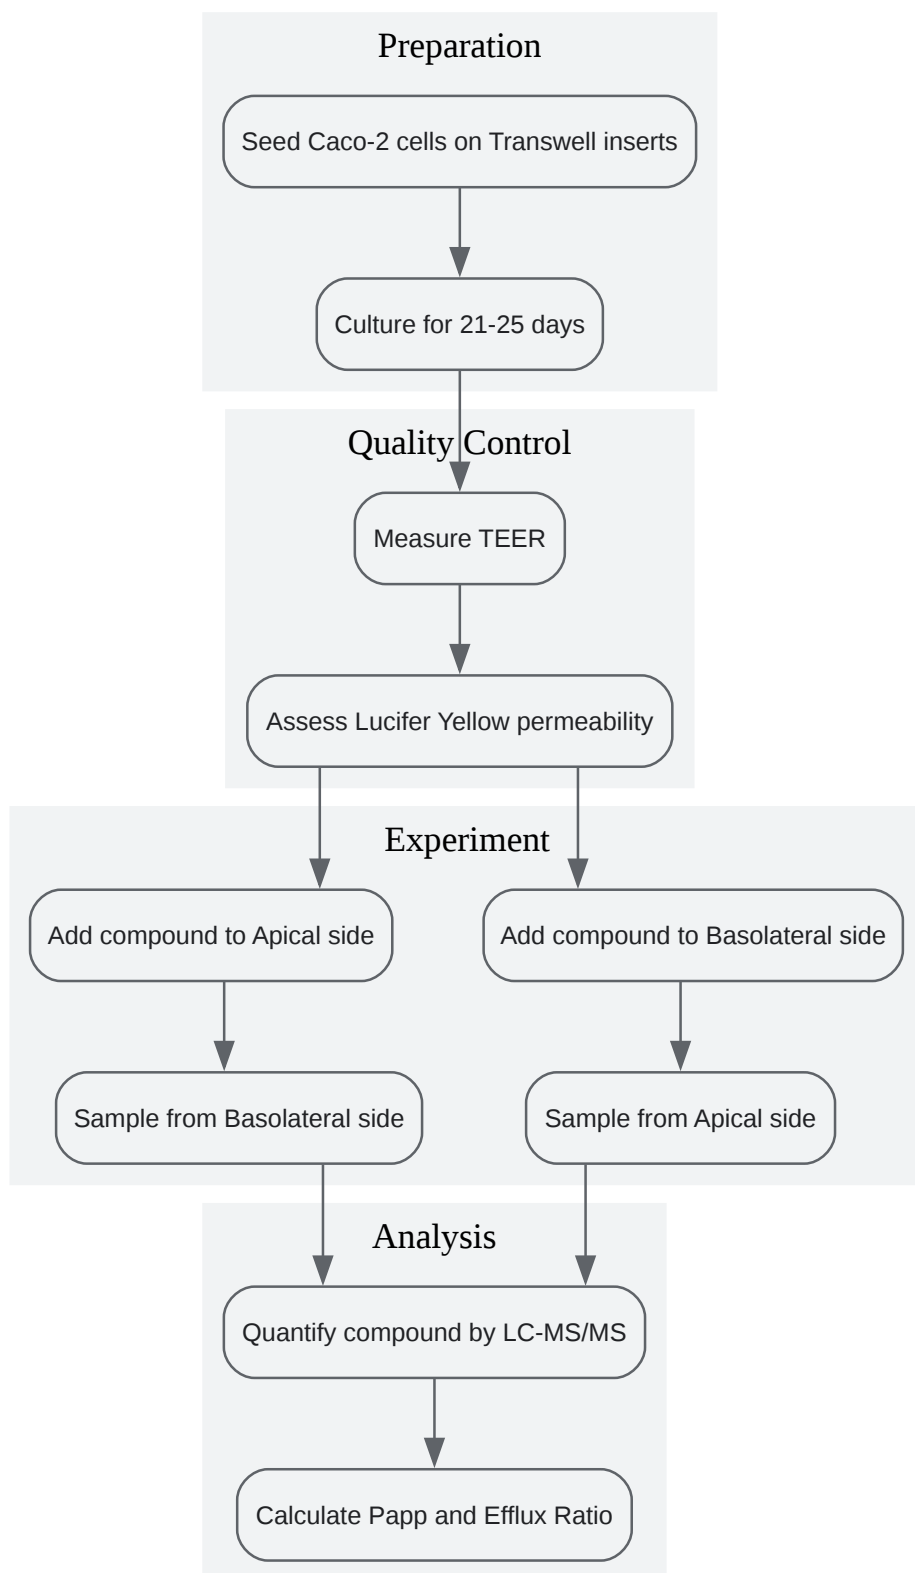 Preparation
Seed Caco-2 cells on Transwell inserts
Culture for 21-25 days
Quality Control
Measure TEER
Assess Lucifer Yellow permeability
Experiment
Add compound to Apical side
Add compound to Basolateral side
Sample from Basolateral side
Sample from Apical side
Analysis
Quantify compound by LC-MS/MS
Calculate Papp and Efflux Ratio